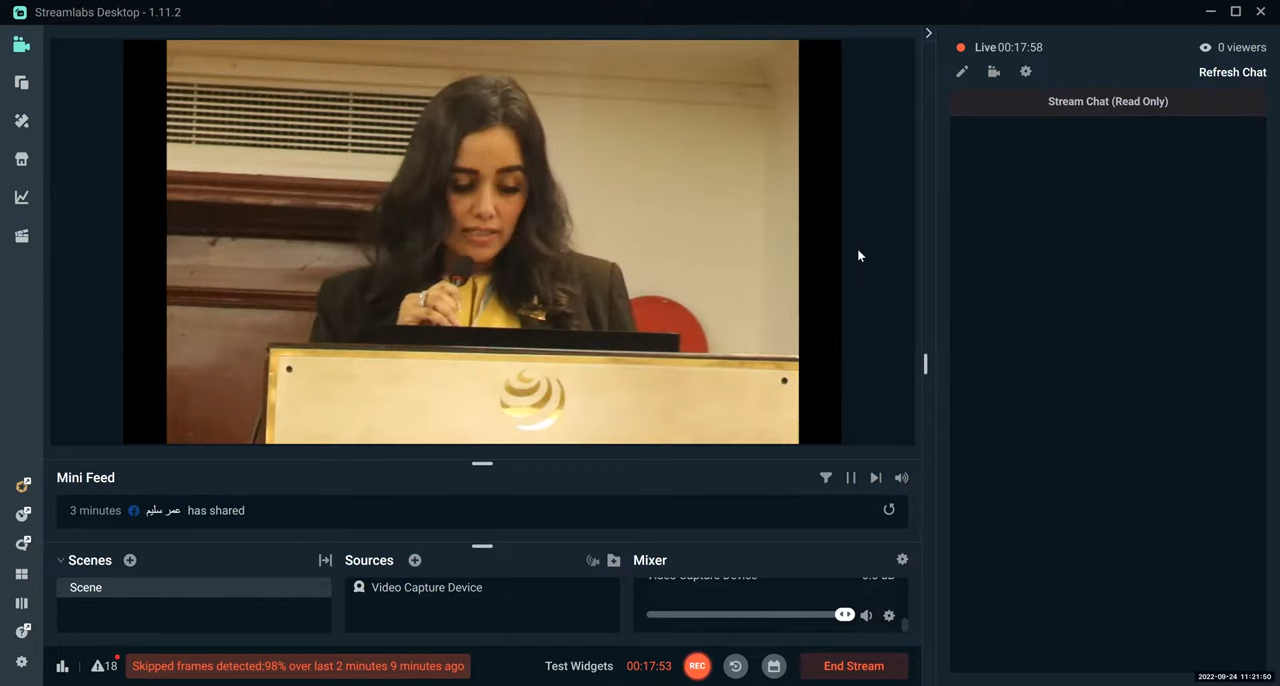 Streamlabs Desktop - 1.11.2
Live 00:17:58
0 viewers
Refresh Chat
Stream Chat (Read Only)
Mini Feed
3 minutes عمر سليم has shared
Scenes
Sources
Mixer
Scene
Video Capture Device
Video Capture Device
18
Skipped frames detected:98% over last 2 minutes 9 minutes ago
Test Widgets
00:17:53
REC
End Stream
2022-09-24 11:21:50